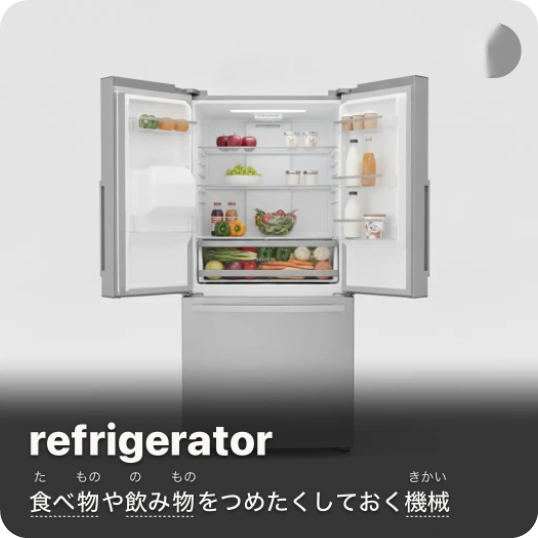 refrigerator
た もの の もの きかい
食べ物や飲み物をつめたくしておく機械